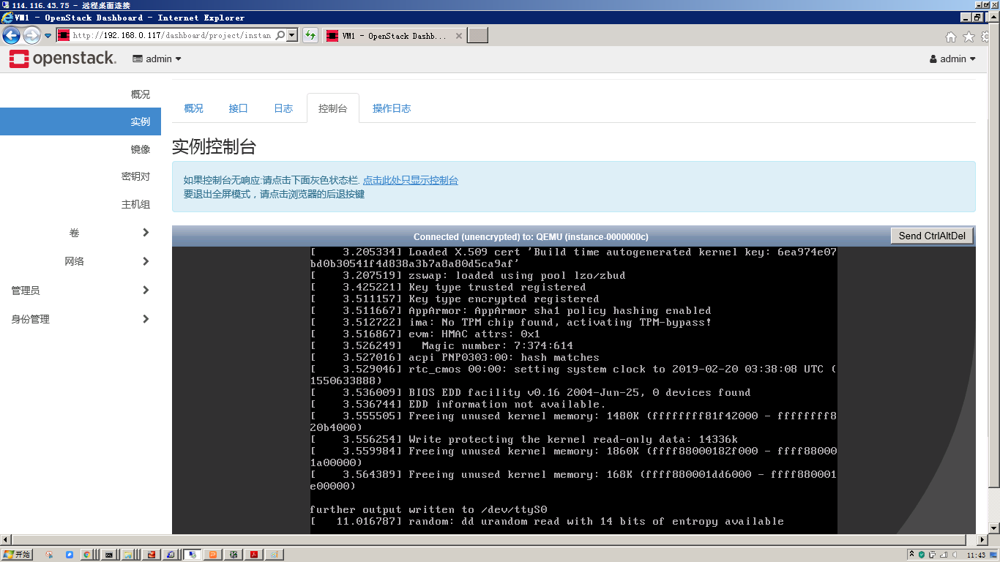 114.116.43.75 - 远程桌面连接
VM1 - OpenStack Dashboard - Internet Explorer
http://192.168.0.117/dashboard/project/instan
VM1 - OpenStack Dashb...
openstack.
admin
admin
概况
实例
镜像
密钥对
主机组
卷
网络
管理员
身份管理
概况 接口 日志 控制台 操作日志
实例控制台
如果控制台无响应:请点击下面灰色状态栏. 点击此处只显示控制台
要退出全屏模式，请点击浏览器的后退按键
Connected (unencrypted) to: QEMU (instance-0000000c)
Send CtrlAltDel
[    3.205334] Loaded X.509 cert 'Build time autogenerated kernel key: 6ea974e07
bd0b30541f4d838a3b7a8a80d5ca9af'
[    3.207519] zswap: loaded using pool lzo/zbud
[    3.425221] Key type trusted registered
[    3.511157] Key type encrypted registered
[    3.511667] AppArmor: AppArmor sha1 policy hashing enabled
[    3.512722] ima: No TPM chip found, activating TPM-bypass!
[    3.516867] evm: HMAC attrs: 0x1
[    3.526249]   Magic number: 7:374:614
[    3.527016] acpi PNP0303:00: hash matches
[    3.529046] rtc_cmos 00:00: setting system clock to 2019-02-20 03:38:08 UTC (
1550633888)
[    3.536009] BIOS EDD facility v0.16 2004-Jun-25, 0 devices found
[    3.536744] EDD information not available.
[    3.555505] Freeing unused kernel memory: 1480K (ffffffff81f42000 - ffffffff8
20b4000)
[    3.556254] Write protecting the kernel read-only data: 14336k
[    3.559984] Freeing unused kernel memory: 1860K (ffff88000182f000 - ffff88000
1a00000)
[    3.564389] Freeing unused kernel memory: 168K (ffff880001dd6000 - ffff880001
e00000)
further output written to /dev/ttyS0
[   11.016787] random: dd urandom read with 14 bits of entropy available
开始
11:43